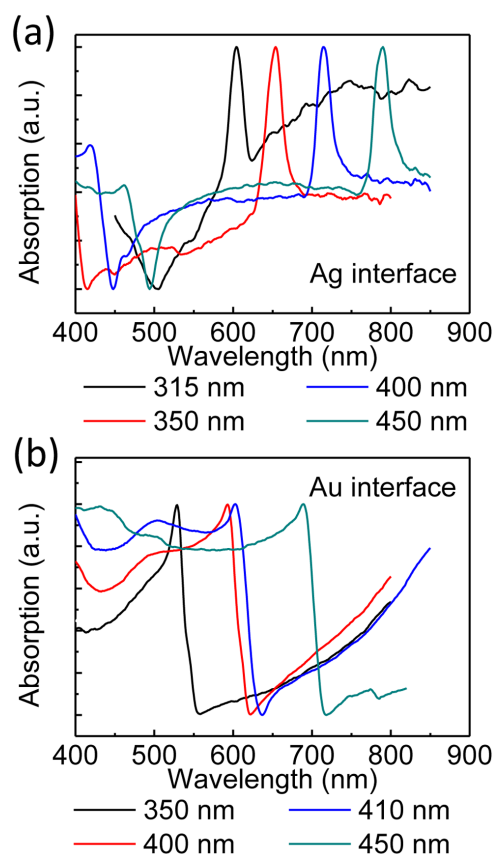 (a)
Absorption (a.u.)
Ag interface
400 500 600 700 800 900
Wavelength (nm)
315 nm 400 nm
350 nm 450 nm
(b)
Absorption (a.u.)
Au interface
400 500 600 700 800 900
Wavelength (nm)
350 nm 410 nm
400 nm 450 nm